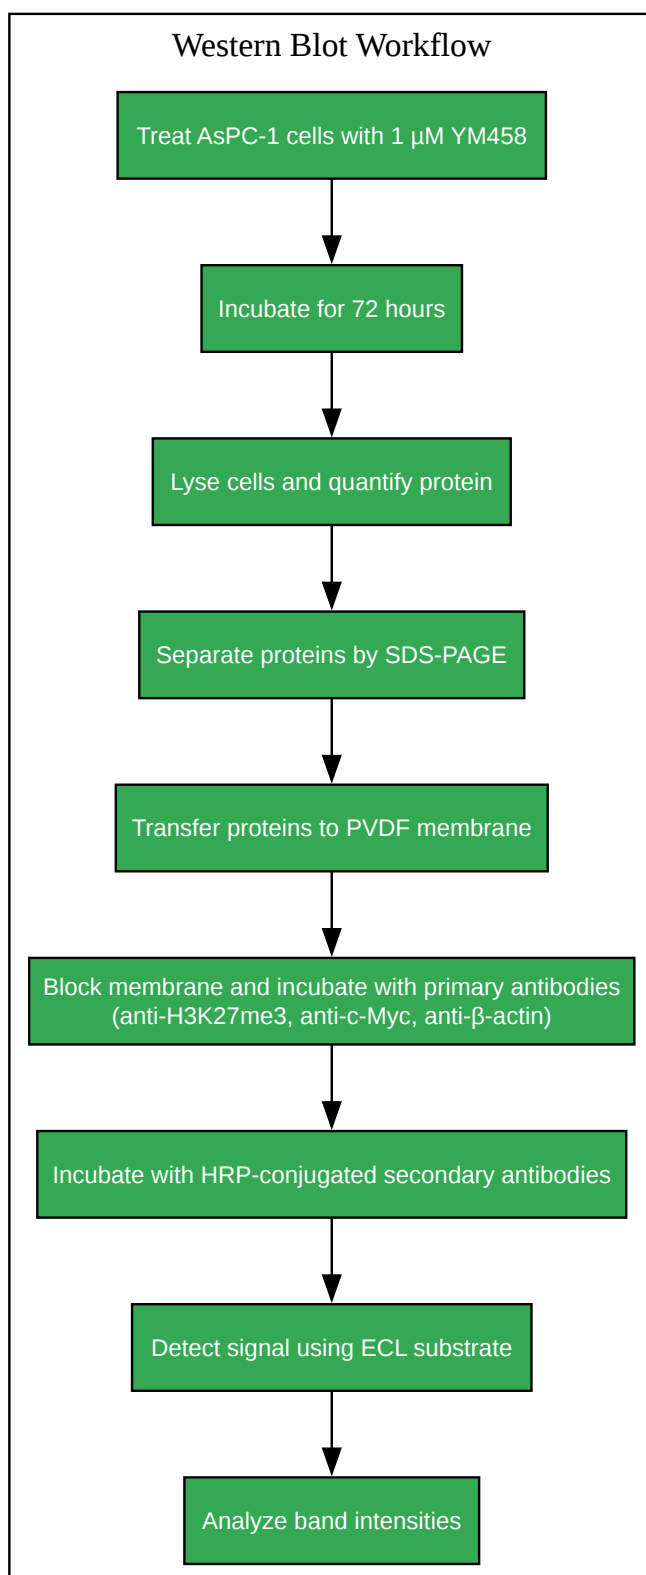 Western Blot Workflow
Treat AsPC-1 cells with 1 µM YM458
Incubate for 72 hours
Lyse cells and quantify protein
Separate proteins by SDS-PAGE
Transfer proteins to PVDF membrane
Block membrane and incubate with primary antibodies
(anti-H3K27me3, anti-c-Myc, anti-β-actin)
Incubate with HRP-conjugated secondary antibodies
Detect signal using ECL substrate
Analyze band intensities